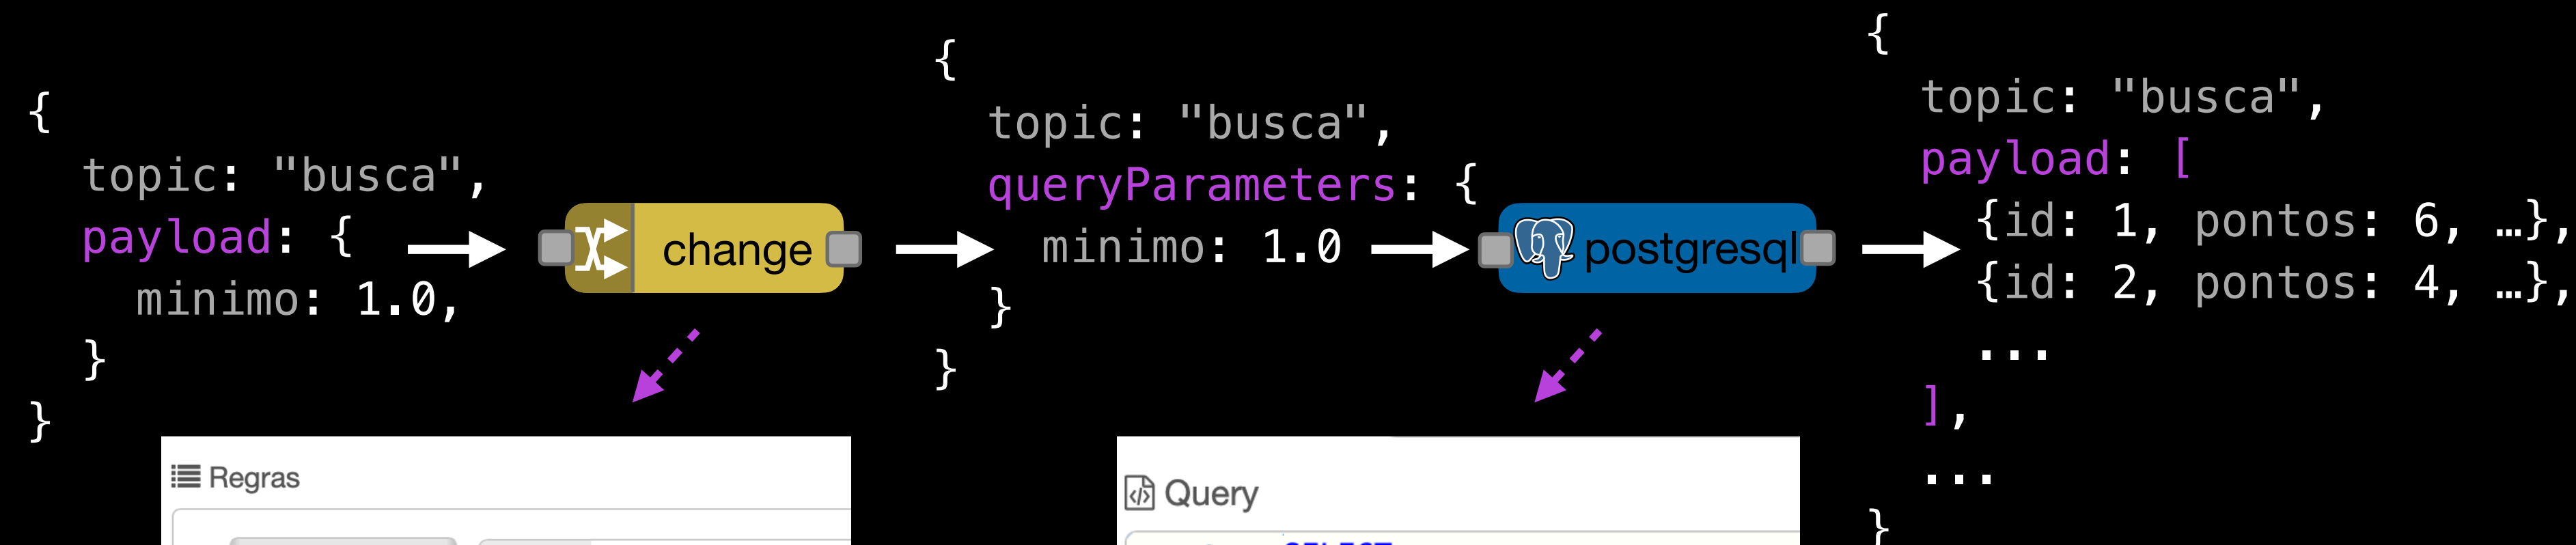 {
topic: "busca",
payload: {
minimo: 1.0,
}
}
change
{
topic: "busca",
queryParameters: {
minimo: 1.0
}
}
postgresql
{
topic: "busca",
payload: [
{id: 1, pontos: 6, …},
{id: 2, pontos: 4, …},
...
],
...
}
Regras
</> Query
SELECT